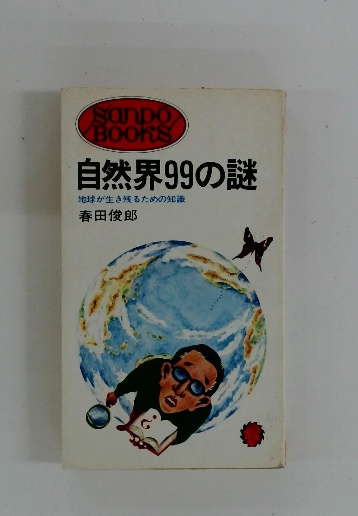 Sanpo
Books
自然界99の謎
地球が生き残るための知識
春田俊郎
?